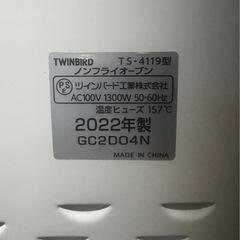 TWINBIRD TS-4119型
ノンフライオーブン
PSE ツインバード工業株式会社
AC100V 1300W 50-60Hz
温度ヒューズ 157℃
2022年製
GC2D04N
MADE IN CHINA